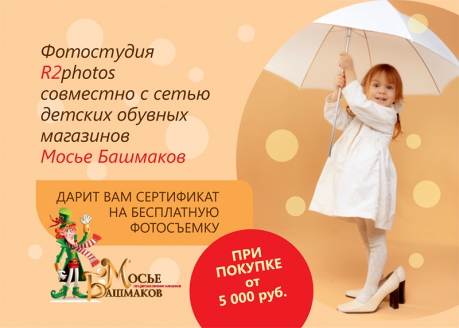 Фотостудия
R2photos
совместно с сетью
детских обувных
магазинов
Мосье Башмаков
ДАРИТ ВАМ СЕРТИФИКАТ
НА БЕСПЛАТНУЮ
ФОТОСЪЕМКУ
ПРИ
ПОКУПКЕ
от
5 000 руб.
Мосье
Башмаков